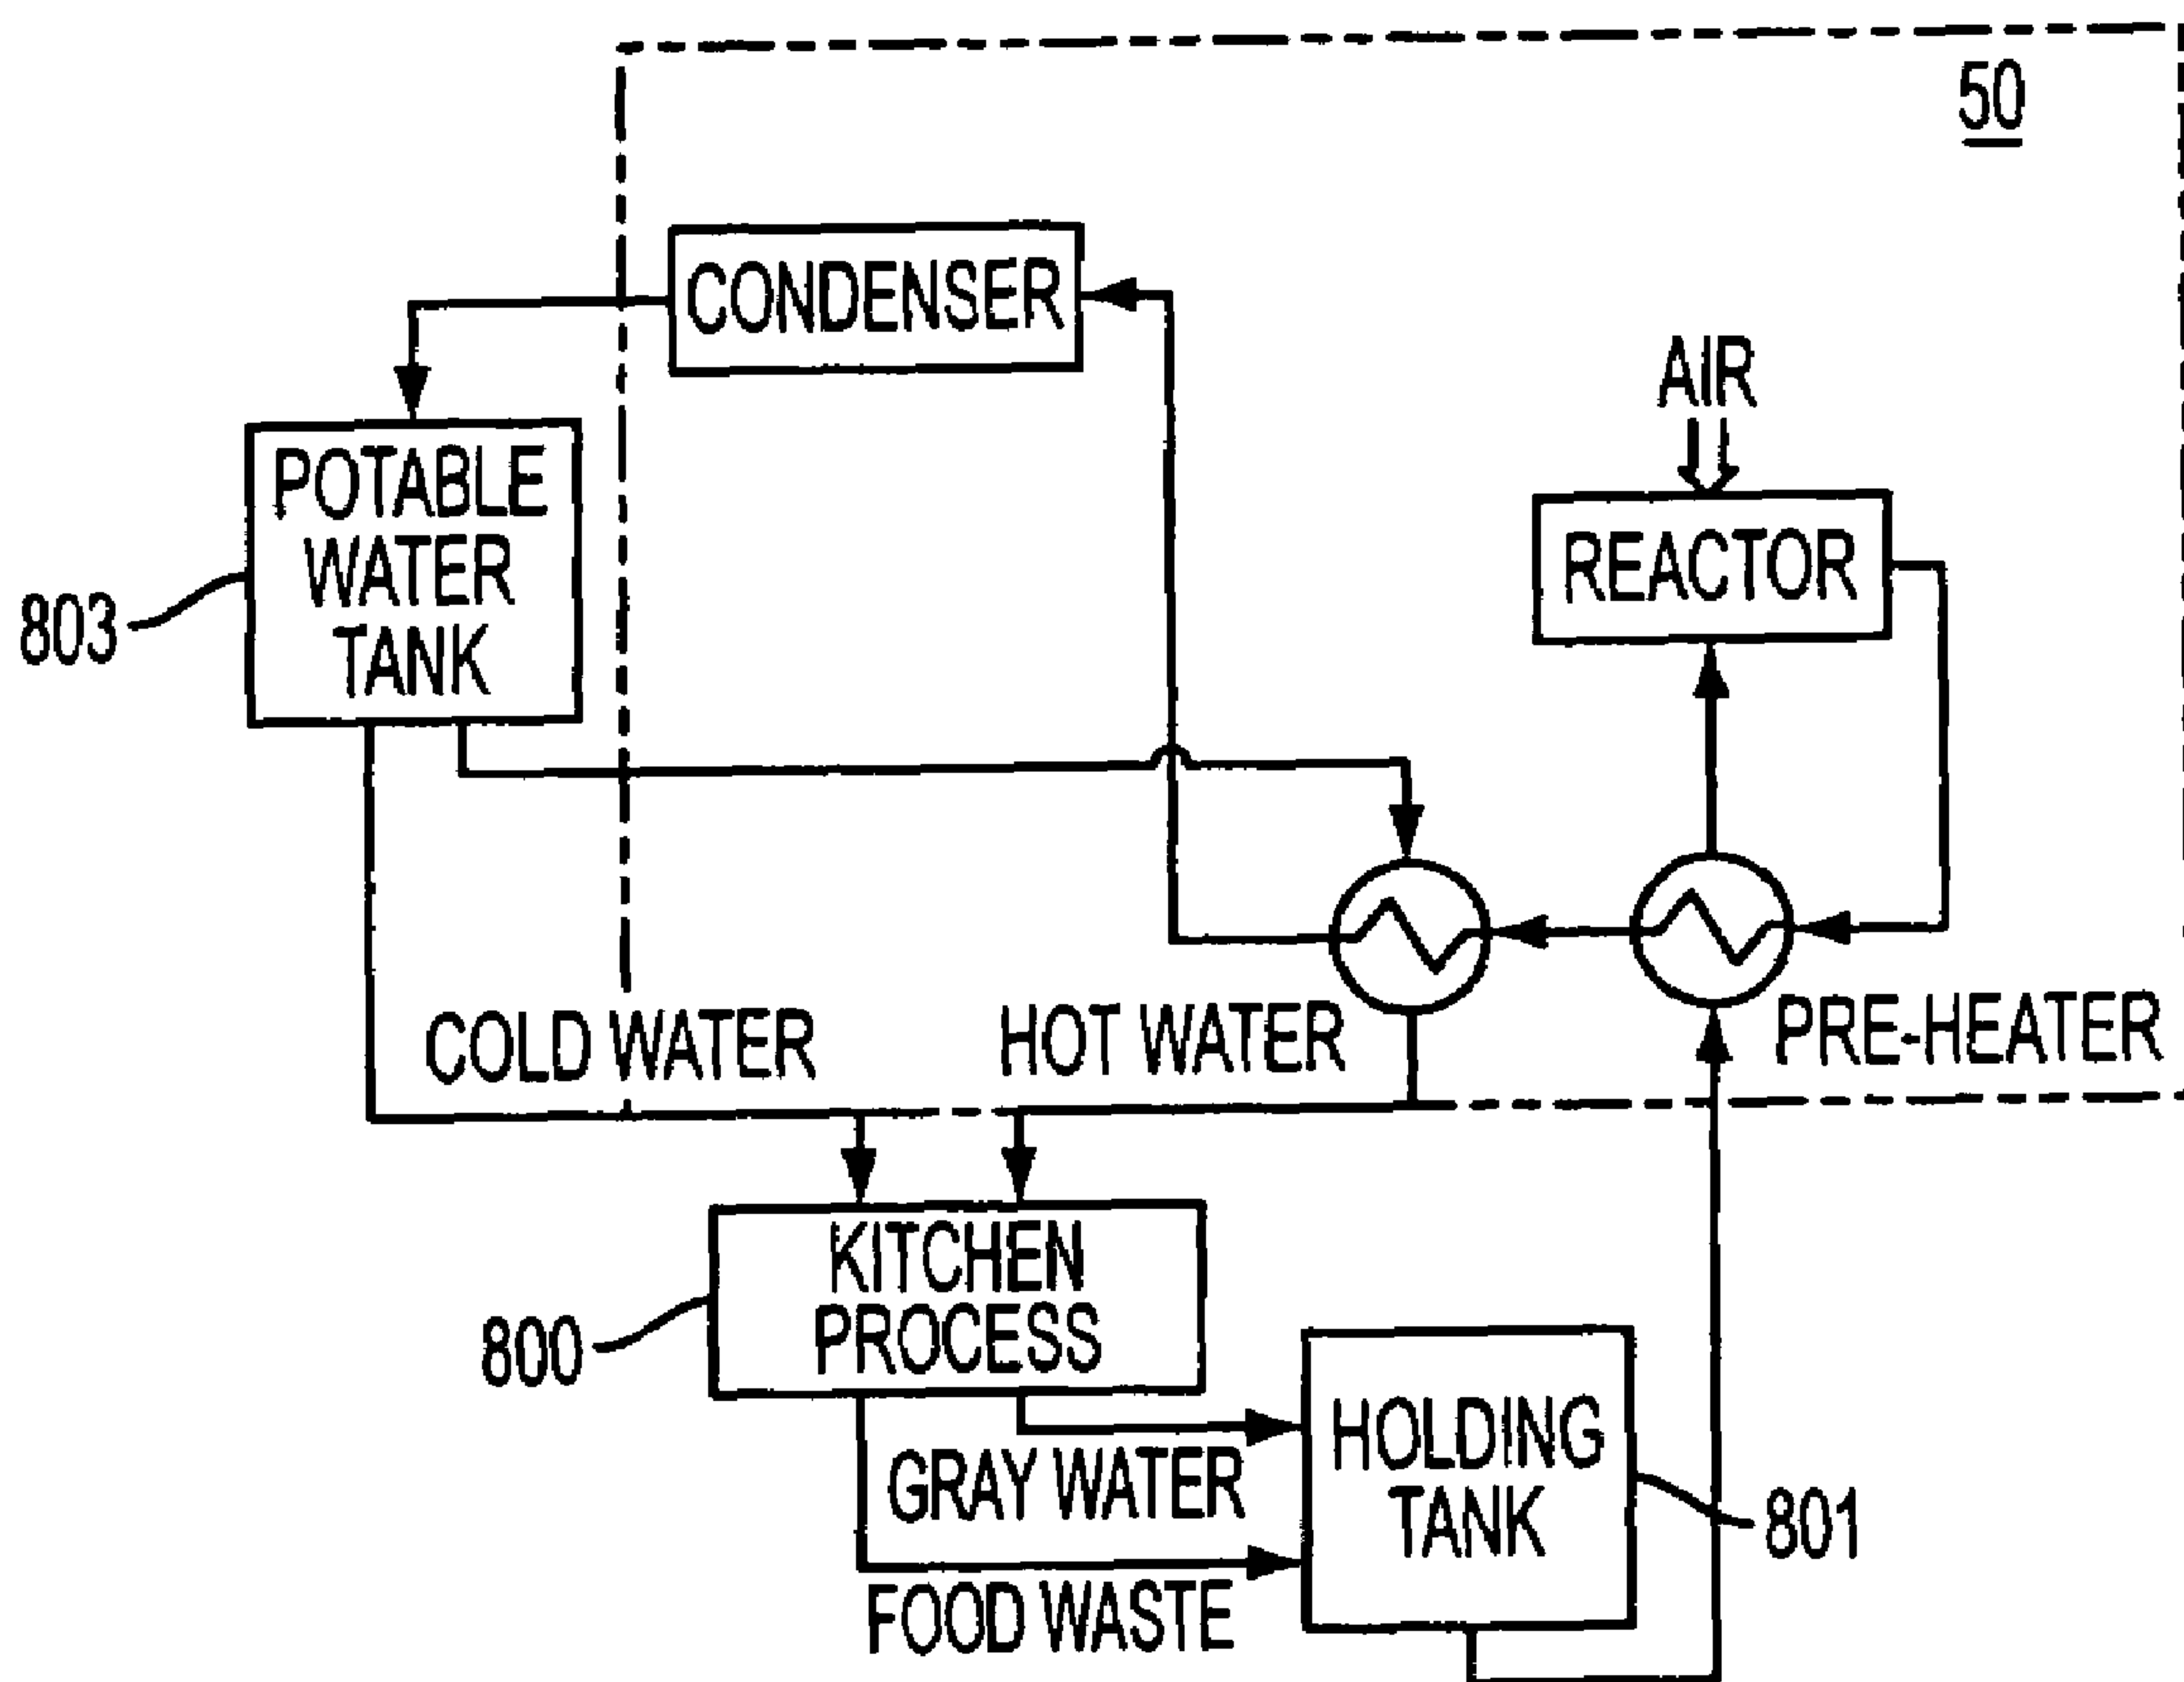 50
CONDENSER
AIR
POTABLE
WATER
TANK
REACTOR
803
COLD WATER
HOT WATER
PRE-HEATER
KITCHEN
PROCESS
800
HOLDING
TANK
GRAY WATER
801
FOOD WASTE